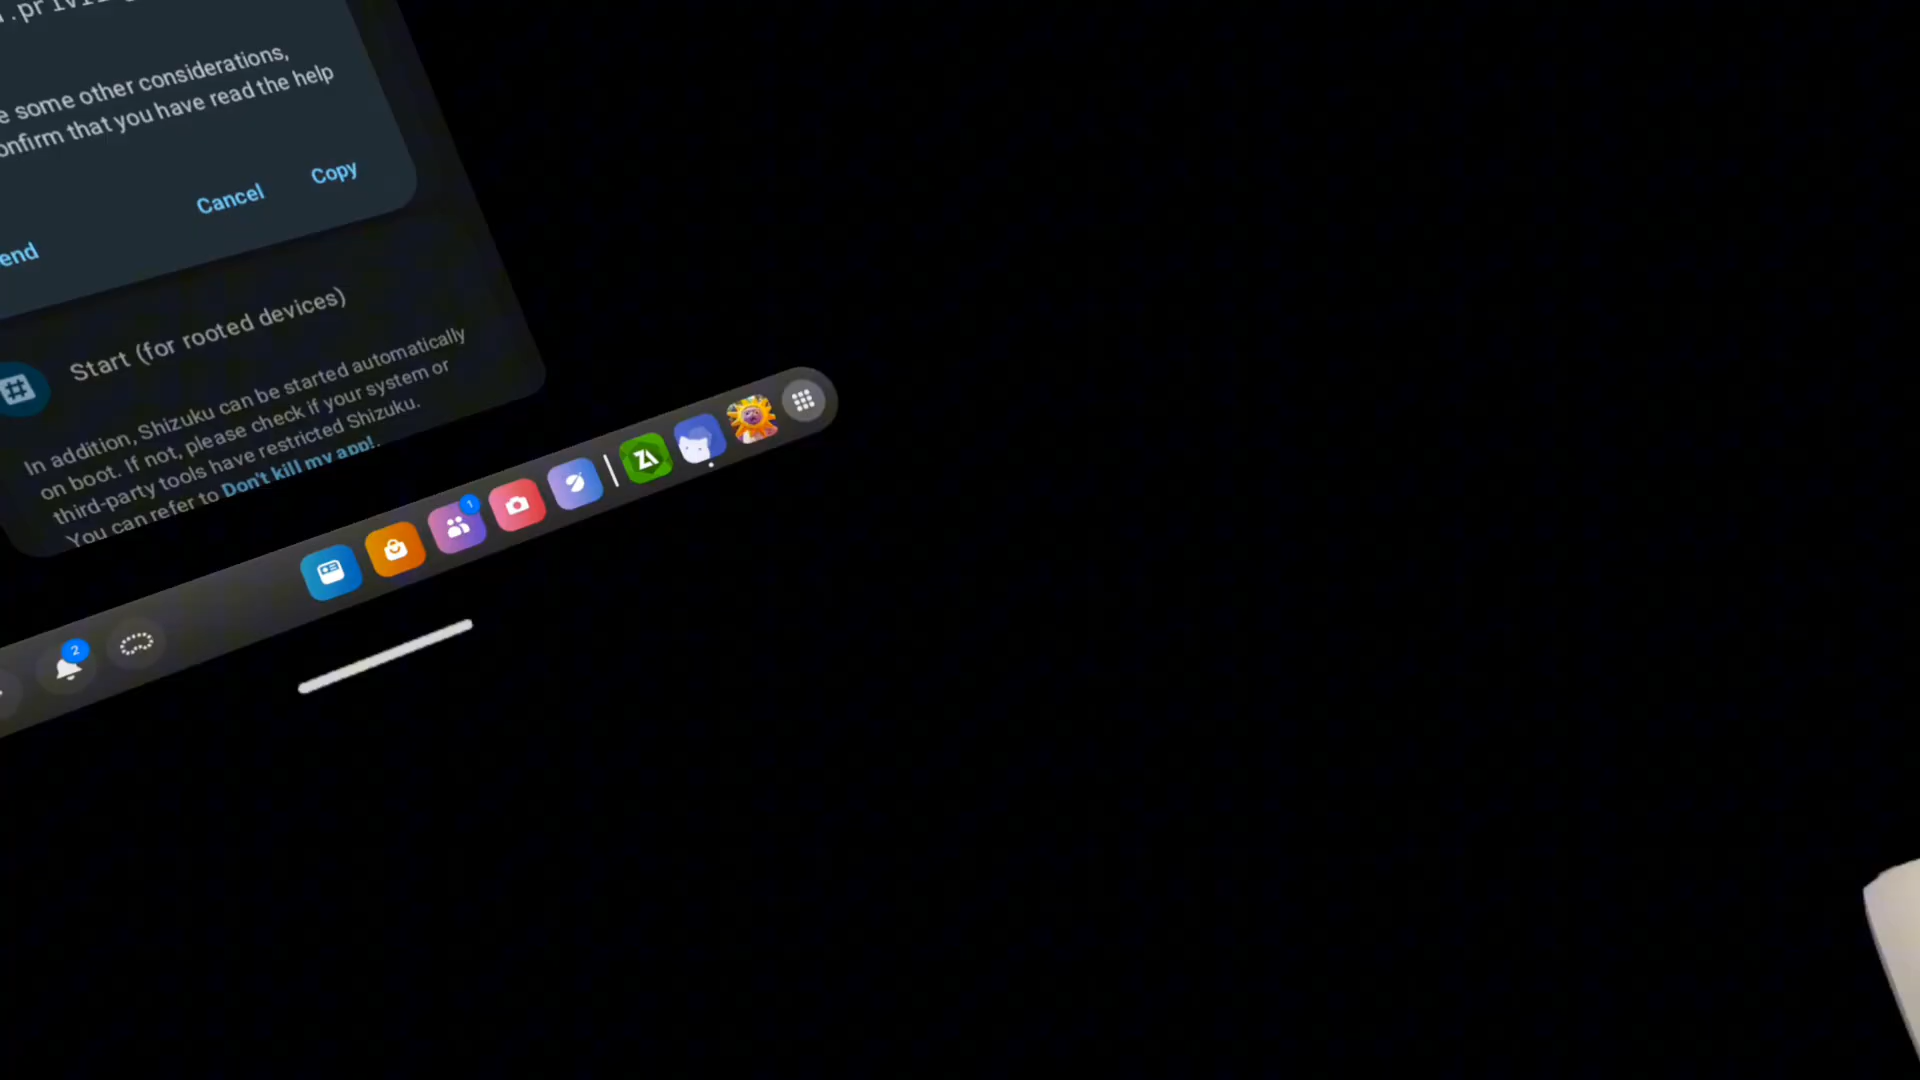 some other considerations,
that you have read the help
Cancel
Copy
Start (for rooted devices)
In addition, Shizuku can be started automatically
on boot. If not, please check if your system or
third-party tools have restricted Shizuku.
You can refer to Don't kill my app!.
1
ZA
2